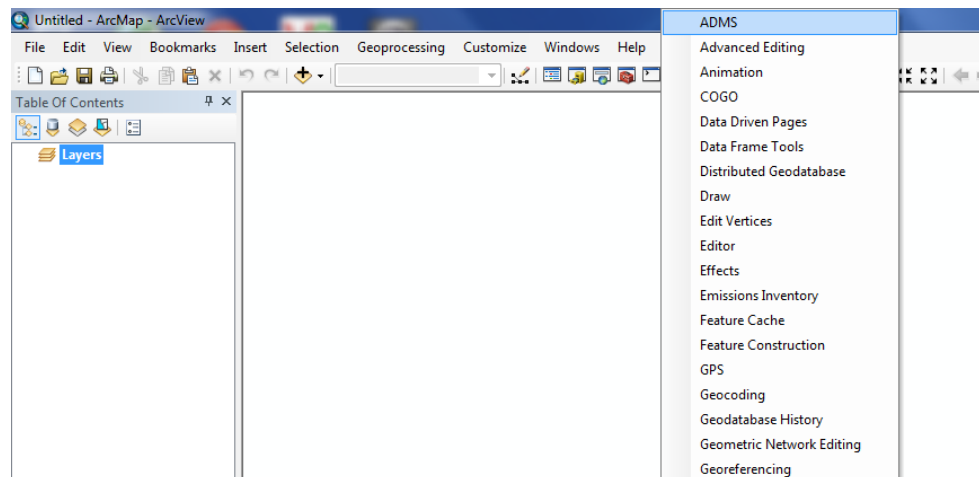 Untitled - ArcMap - ArcView
File Edit View Bookmarks Insert Selection Geoprocessing Customize Windows Help
Table Of Contents
Layers
ADMS
Advanced Editing
Animation
COGO
Data Driven Pages
Data Frame Tools
Distributed Geodatabase
Draw
Edit Vertices
Editor
Effects
Emissions Inventory
Feature Cache
Feature Construction
GPS
Geocoding
Geodatabase History
Geometric Network Editing
Georeferencing